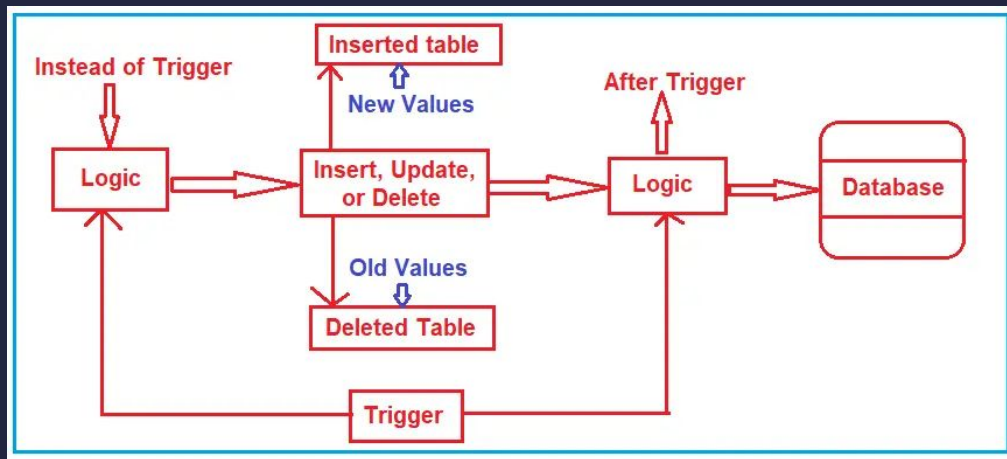 Inserted table
Instead of Trigger
New Values
After Trigger
Logic
Insert, Update,
or Delete
Logic
Database
Old Values
Deleted Table
Trigger